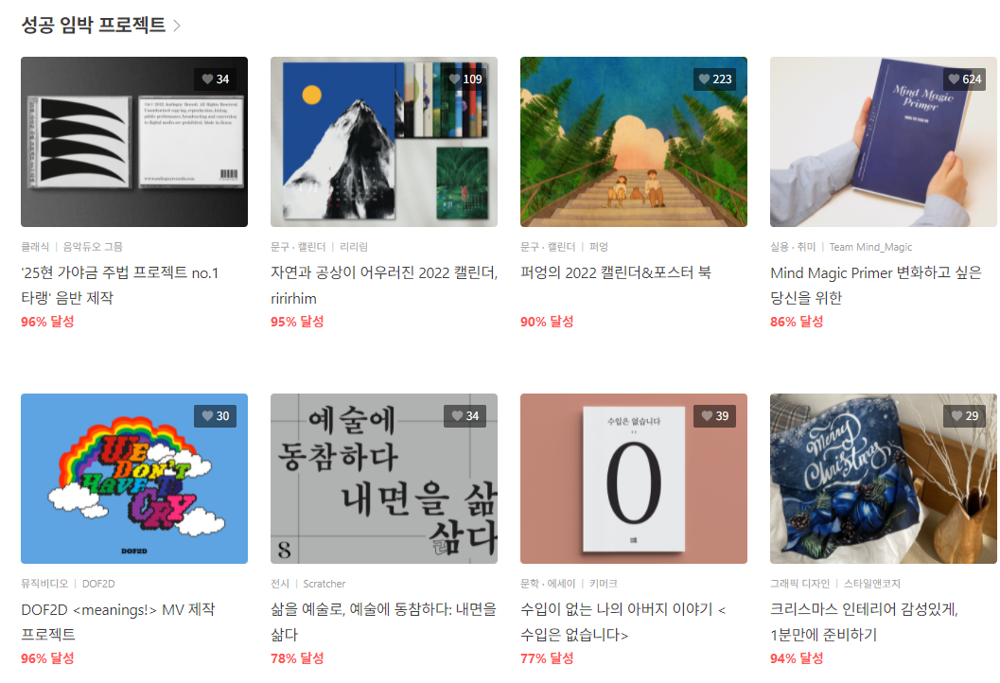 성공 임박 프로젝트 >
34
109
223
624
Mind Magic
Primer
클래식 | 음악듀오 그믐
문구 · 캘린더 | 리리림
문구 · 캘린더 | 퍼엉
실용 · 취미 | Team Mind_Magic
'25현 가야금 주법 프로젝트 no.1
타랭' 음반 제작
96% 달성
자연과 공상이 어우러진 2022 캘린더,
ririrhim
95% 달성
퍼엉의 2022 캘린더&포스터 북
90% 달성
Mind Magic Primer 변화하고 싶은
당신을 위한
86% 달성
30
34
39
29
WE
DON'T
HAVE TO
CRY
DOF2D
예술에
동참하다
내면을 삶
삶다
8
수입은 없습니다
0
Merry
Christmas
뮤직비디오 | DOF2D
전시 | Scratcher
문학 · 에세이 | 키머크
그래픽 디자인 | 스타일앤코지
DOF2D <meanings!> MV 제작
프로젝트
96% 달성
삶을 예술로, 예술에 동참하다: 내면을
삶다
78% 달성
수입이 없는 나의 아버지 이야기 <
수입은 없습니다>
77% 달성
크리스마스 인테리어 감성있게,
1분만에 준비하기
94% 달성